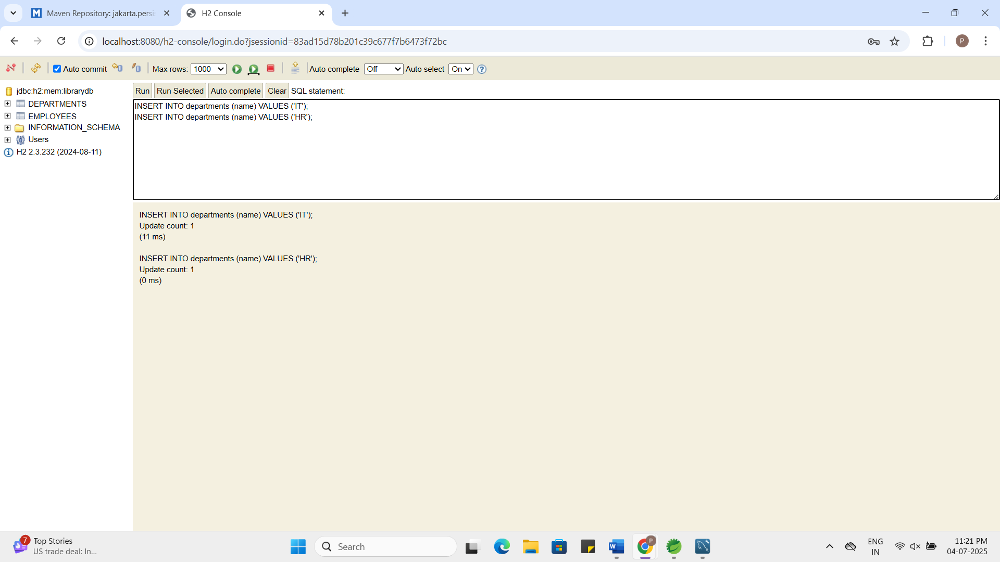 Maven Repository: jakarta.persis
H2 Console
localhost:8080/h2-console/login.do?jsessionid=83ad15d78b201c39c677f7b6473f72bc
P
Auto commit
Max rows: 1000
Auto complete Off
Auto select On
jdbc:h2:mem:librarydb
DEPARTMENTS
EMPLOYEES
INFORMATION_SCHEMA
Users
H2 2.3.232 (2024-08-11)
Run Run Selected Auto complete Clear SQL statement:
INSERT INTO departments (name) VALUES ('IT');
INSERT INTO departments (name) VALUES ('HR');
INSERT INTO departments (name) VALUES ('IT');
Update count: 1
(11 ms)
INSERT INTO departments (name) VALUES ('HR');
Update count: 1
(0 ms)
7
Top Stories
US trade deal: In...
Search
P
ENG
IN
11:21 PM
04-07-2025